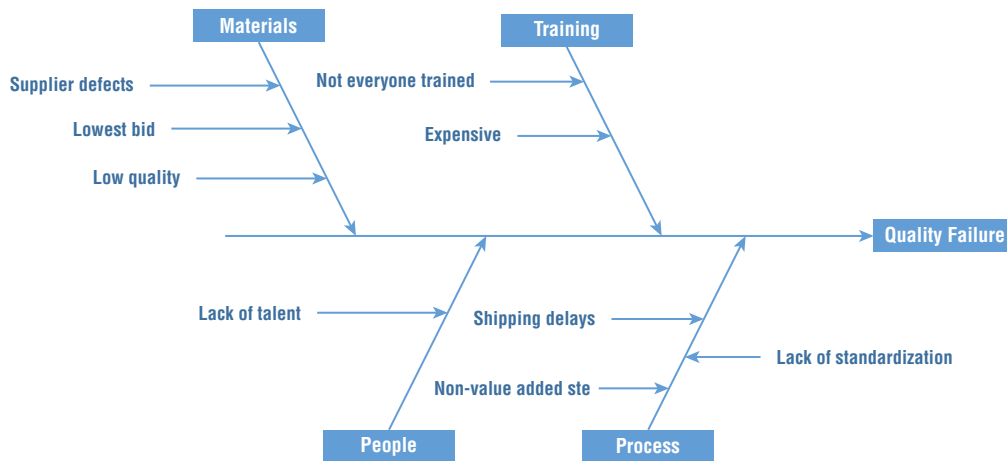 Materials
Training
Supplier defects
Not everyone trained
Lowest bid
Expensive
Low quality
Quality Failure
Lack of talent
Shipping delays
Lack of standardization
Non-value added ste
People
Process